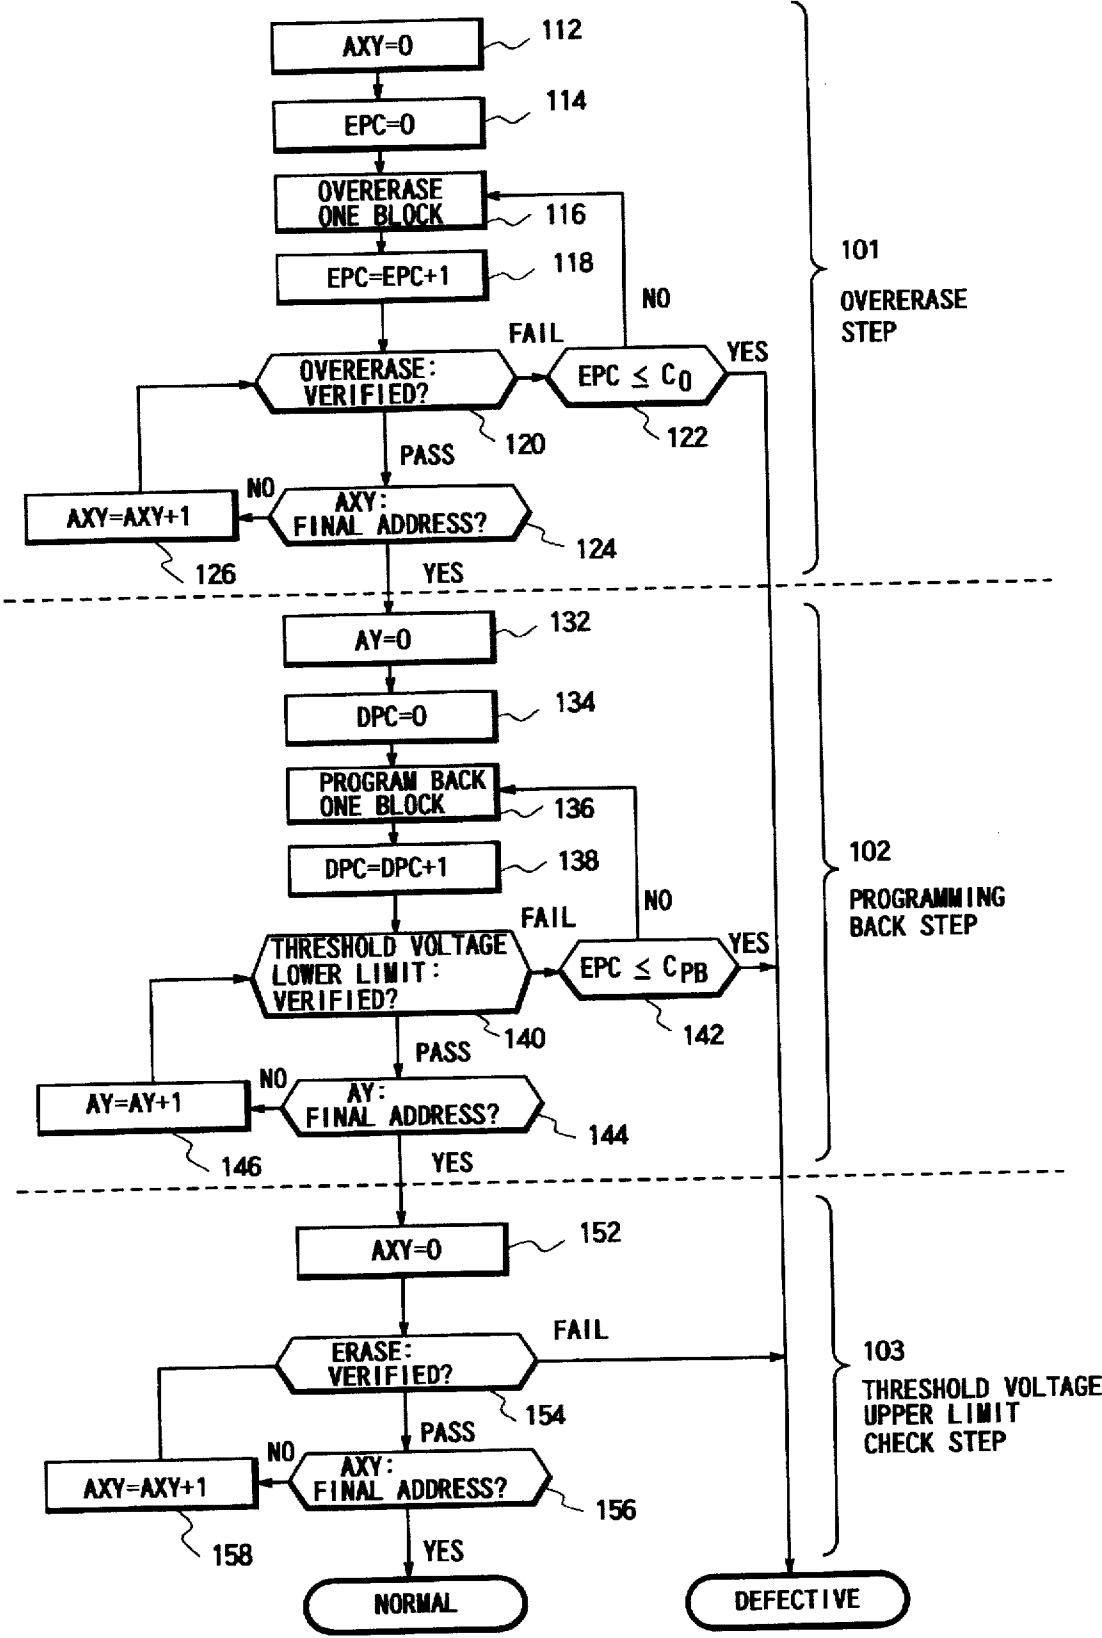 AXY=0
112
EPC=0
114
OVERERASE
ONE BLOCK
116
EPC=EPC+1
118
NO
101
OVERERASE
STEP
FAIL
YES
OVERERASE:
VERIFIED?
120
EPC ≤ C0
122
PASS
NO
AXY=AXY+1
126
AXY:
FINAL ADDRESS?
124
YES
AY=0
132
DPC=0
134
PROGRAM BACK
ONE BLOCK
136
DPC=DPC+1
138
NO
102
PROGRAMMING
BACK STEP
FAIL
YES
THRESHOLD VOLTAGE
LOWER LIMIT:
VERIFIED?
140
EPC ≤ CPB
142
PASS
NO
AY=AY+1
146
AY:
FINAL ADDRESS?
144
YES
AXY=0
152
FAIL
ERASE:
VERIFIED?
154
103
THRESHOLD VOLTAGE
UPPER LIMIT
CHECK STEP
PASS
NO
AXY=AXY+1
158
AXY:
FINAL ADDRESS?
156
YES
NORMAL
DEFECTIVE